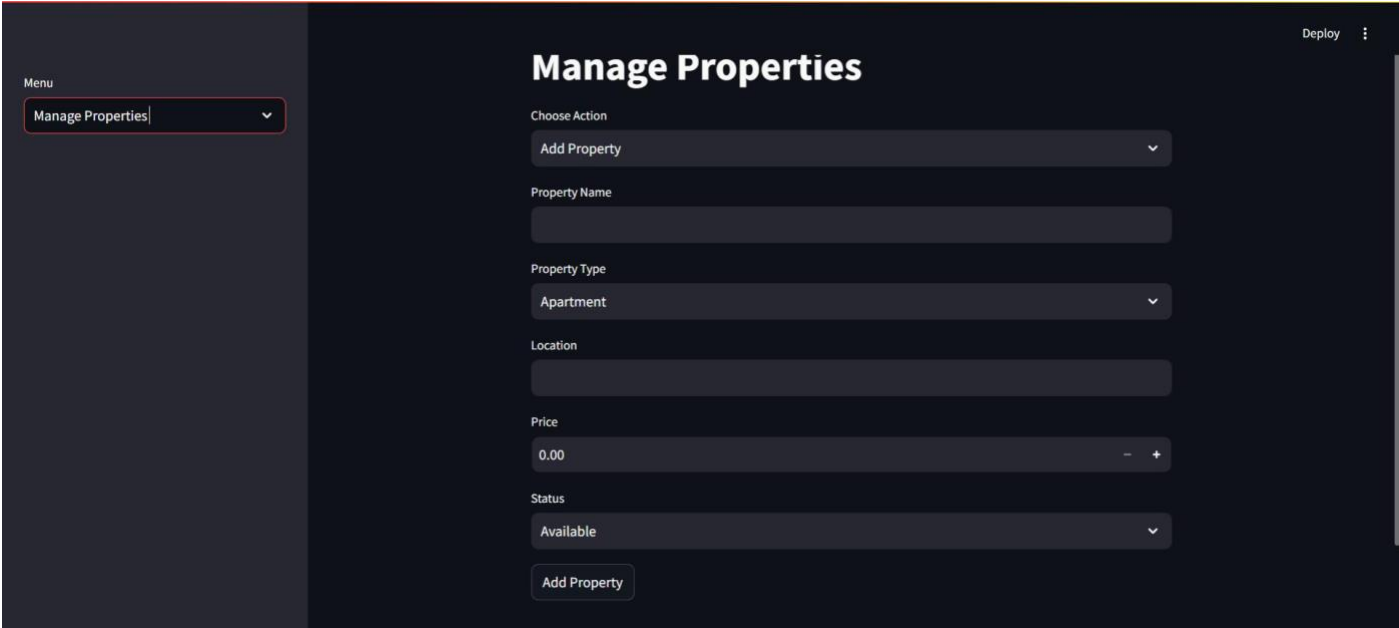 Deploy
Menu
Manage Properties
Manage Properties
Choose Action
Add Property
Property Name
Property Type
Apartment
Location
Price
0.00
Status
Available
Add Property